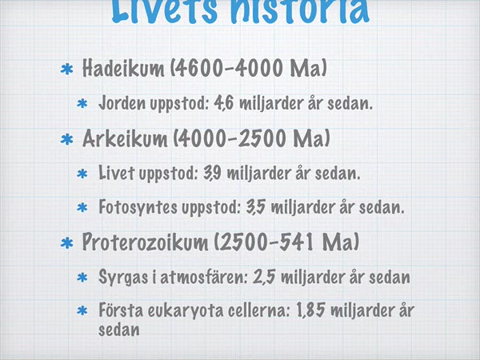 Livets historia
Hadeikum (4600-4000 Ma)
Jorden uppstod: 4,6 miljarder år sedan.
Arkeikum (4000-2500 Ma)
Livet uppstod: 3,9 miljarder år sedan.
Fotosyntes uppstod: 3,5 miljarder år sedan.
Proterozoikum (2500-541 Ma)
Syrgas i atmosfären: 2,5 miljarder år sedan
Första eukaryota cellerna: 1,85 miljarder år
sedan